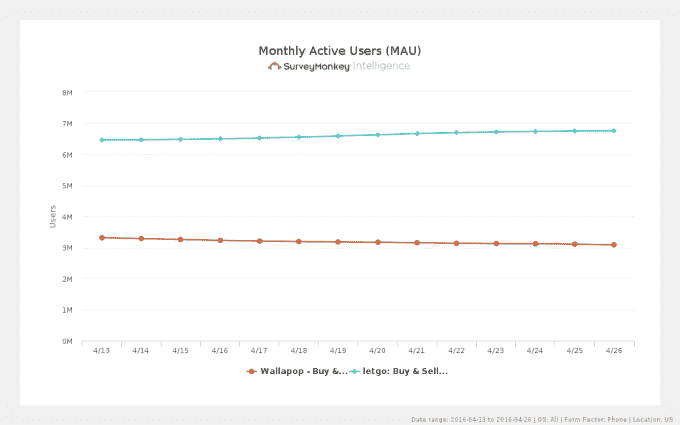 Monthly Active Users (MAU)
SurveyMonkey Intelligence
8M
7M
6M
5M
4M
3M
2M
1M
0M
Users
4/13 4/14 4/15 4/16 4/17 4/18 4/19 4/20 4/21 4/22 4/23 4/24 4/25 4/26
Wallapop - Buy &... letgo: Buy & Sell...
Date range: 2016-04-13 to 2016-04-26 | OS: All | Form Factor: Phone | Location: US